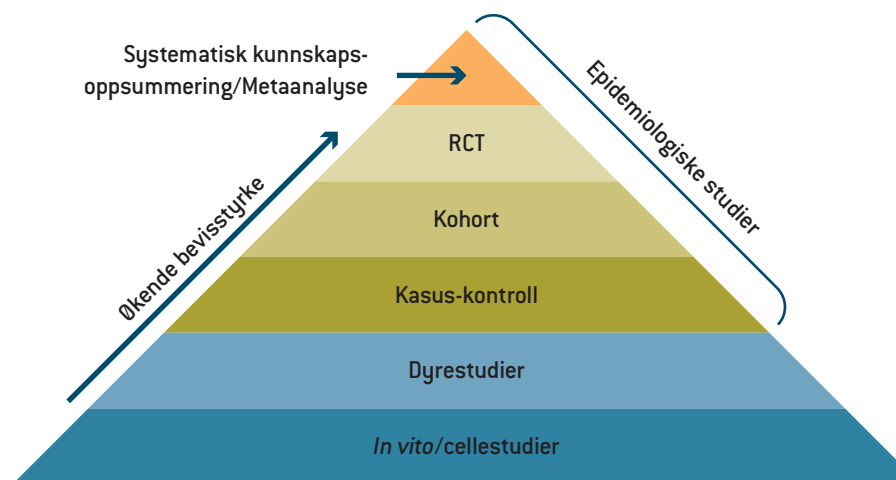 Systematisk kunnskaps-
oppsummering/Metaanalyse
RCT
Kohort
Kasus-kontroll
Dyrestudier
In vito/cellestudier
Økende bevisstyrke
Epidemiologiske studier